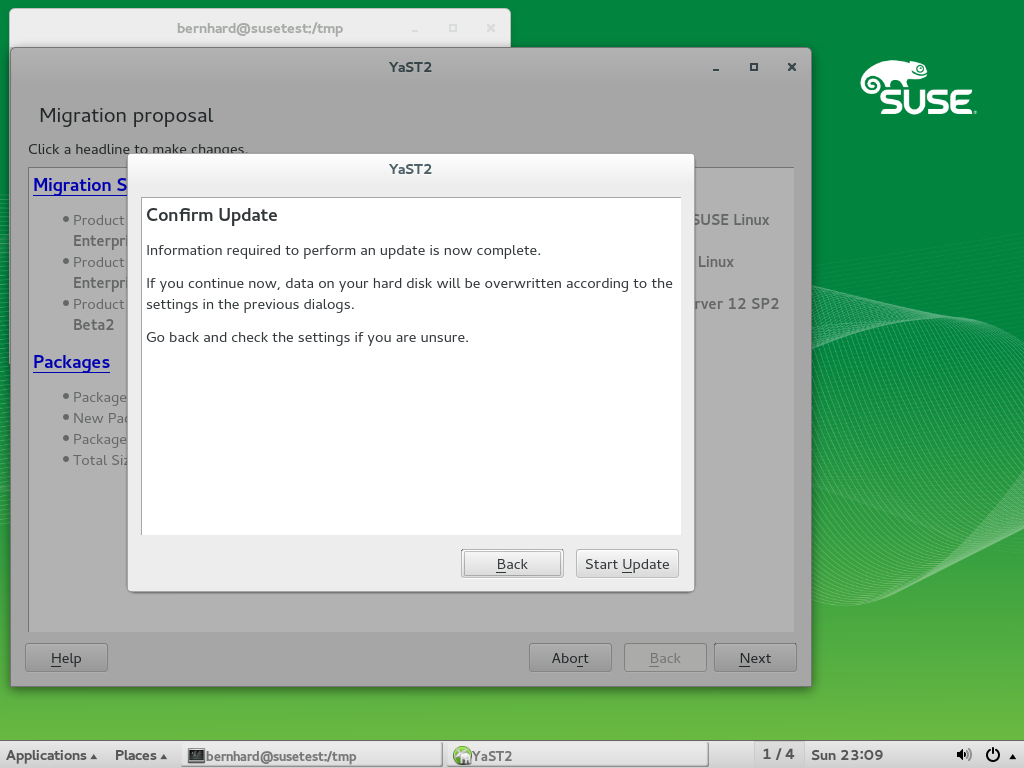 bernhard@susetest:/tmp
YaST2
SUSE
Migration proposal
Click a headline to make changes.
YaST2
Migration S
Product SUSE Linux
Enterpri
Product Linux
Enterpri
Product rver 12 SP2
Beta2
Packages
Package
New Pac
Package
Total Siz
Confirm Update
Information required to perform an update is now complete.
If you continue now, data on your hard disk will be overwritten according to the
settings in the previous dialogs.
Go back and check the settings if you are unsure.
Back Start Update
Help Abort Back Next
Applications Places bernhard@susetest:/tmp YaST2 1 / 4 Sun 23:09